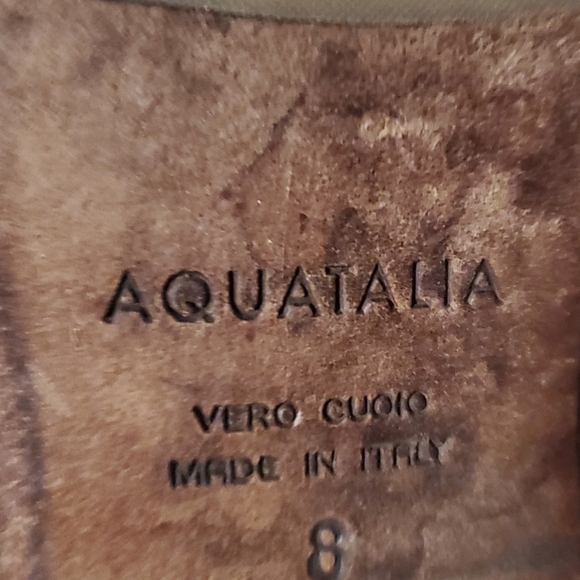 AQUATALIA
VERO CUOIO
MADE IN ITALY
8